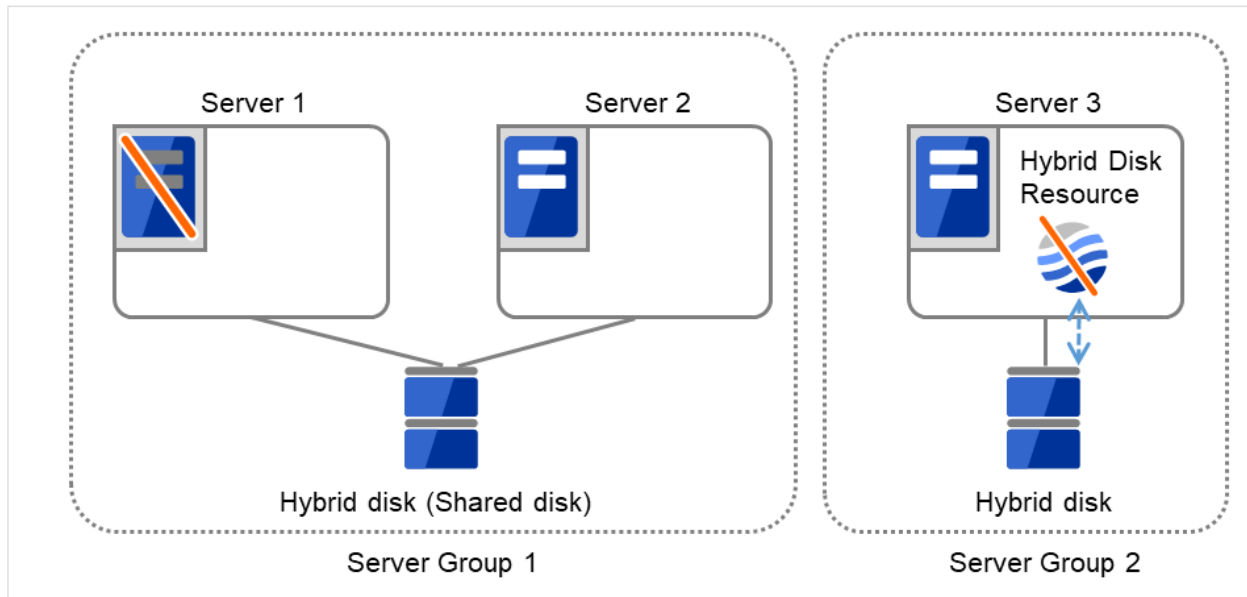 Server 1
Server 2
Server 3
Hybrid Disk
Resource
Hybrid disk (Shared disk)
Hybrid disk
Server Group 1
Server Group 2